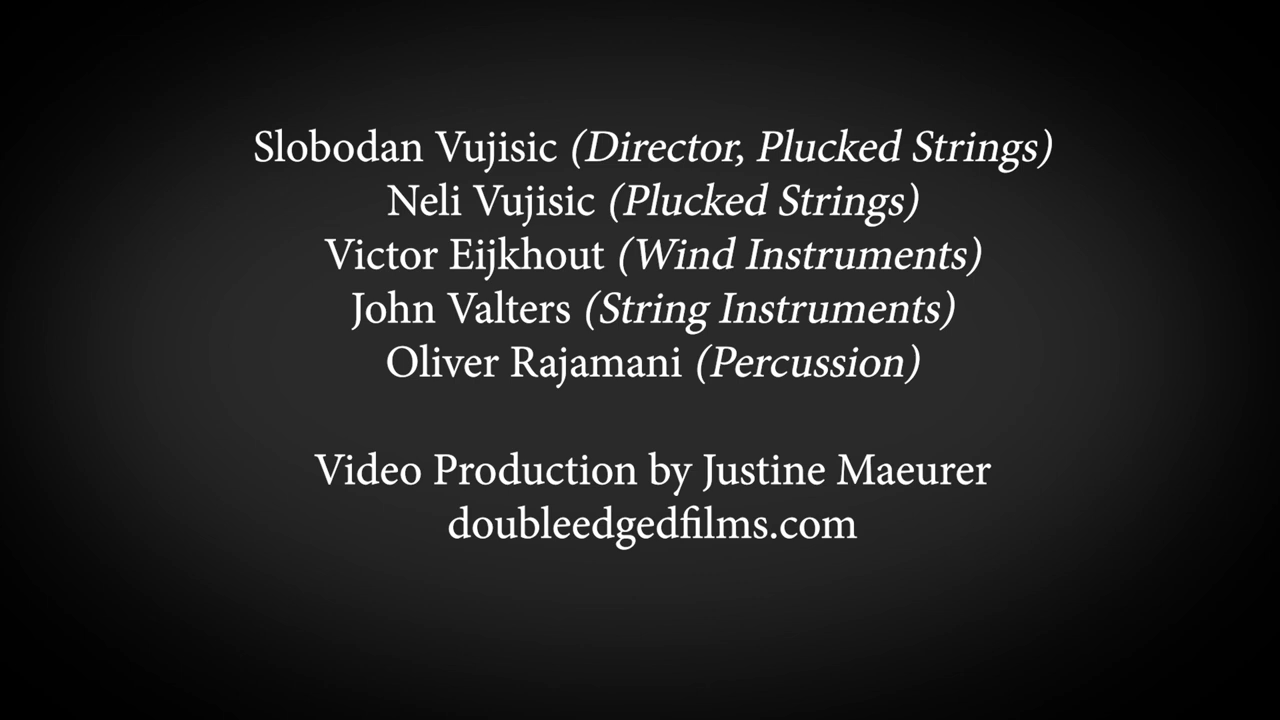 Slobodan Vujisic (Director, Plucked Strings)
Neli Vujisic (Plucked Strings)
Victor Eijkhout (Wind Instruments)
John Valters (String Instruments)
Oliver Rajamani (Percussion)
Video Production by Justine Maeurer
doubleedgedfilms.com